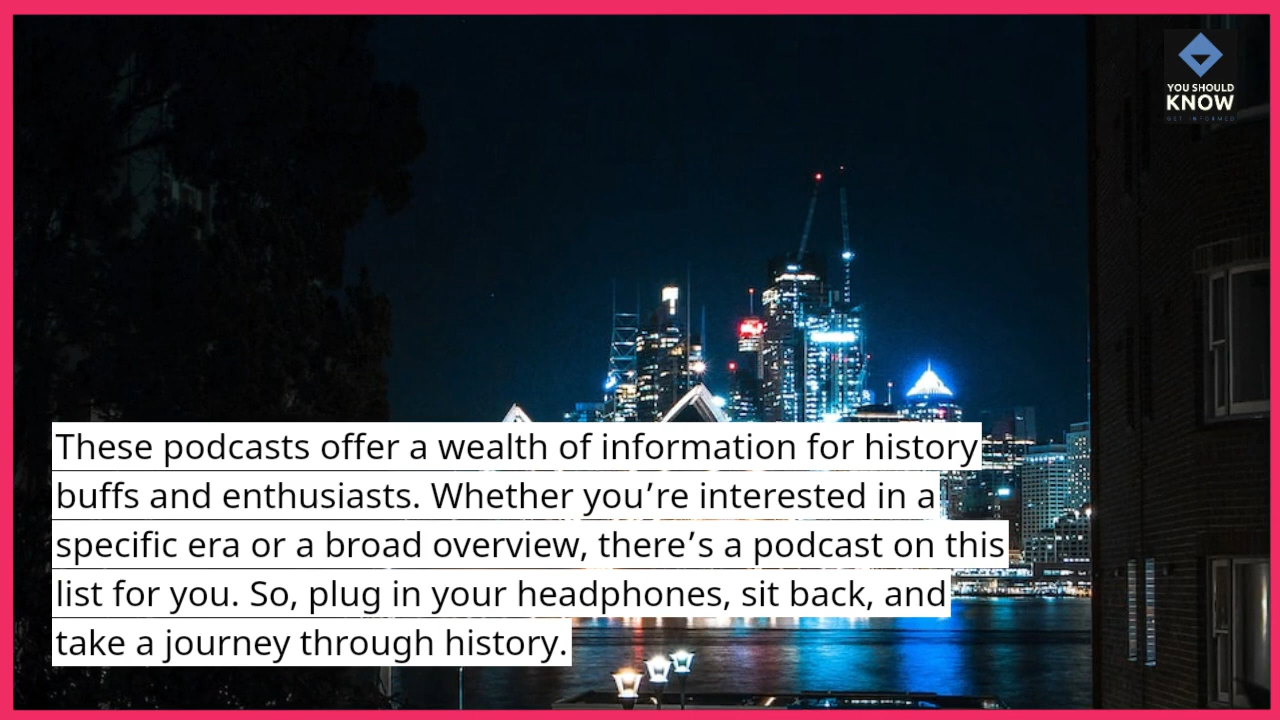 YOU SHOULD
KNOW
GET INFORMED
These podcasts offer a wealth of information for history
buffs and enthusiasts. Whether you’re interested in a
specific era or a broad overview, there’s a podcast on this
list for you. So, plug in your headphones, sit back, and
take a journey through history.